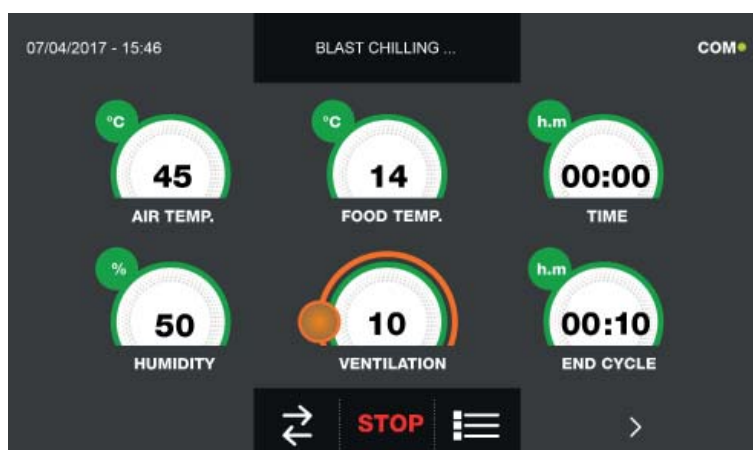 07/04/2017 - 15:46
BLAST CHILLING ...
COM
°C
45
AIR TEMP.
°C
14
FOOD TEMP.
h.m
00:00
TIME
%
50
HUMIDITY
10
VENTILATION
h.m
00:10
END CYCLE
STOP